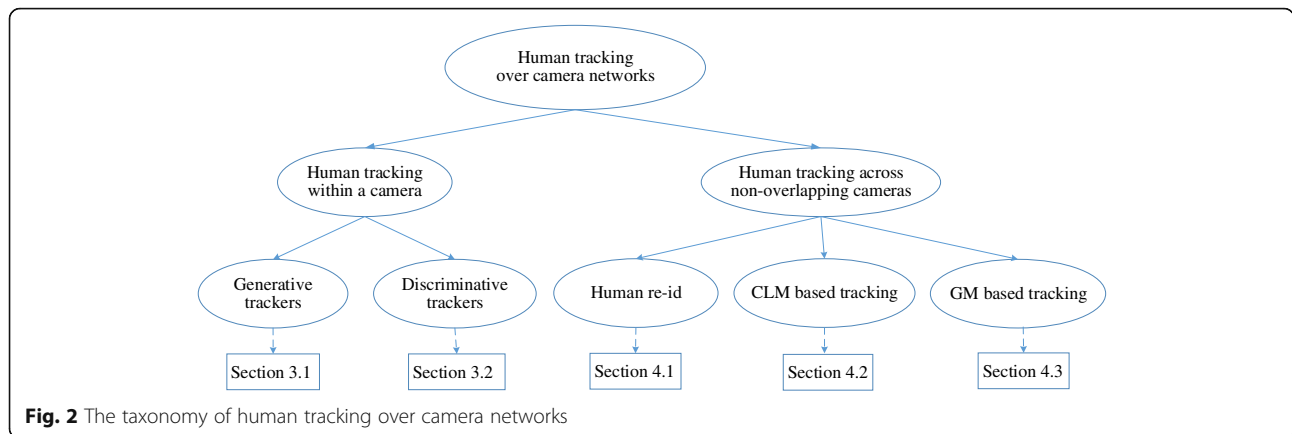 Human tracking
over camera networks
Human tracking
within a camera
Human tracking across
non-overlapping cameras
Generative
trackers
Discriminative
trackers
Human re-id
CLM based tracking
GM based tracking
Section 3.1
Section 3.2
Section 4.1
Section 4.2
Section 4.3
Fig. 2 The taxonomy of human tracking over camera networks